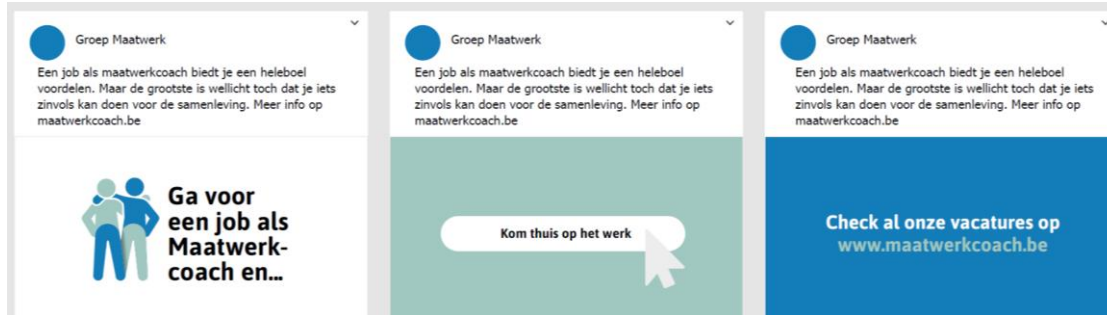 Groep Maatwerk
Een job als maatwerkcoach biedt je een heleboel
voordelen. Maar de grootste is wellicht toch dat je iets
zinvols kan doen voor de samenleving. Meer info op
maatwerkcoach.be
Ga voor
een job als
Maatwerk-
coach en...
Groep Maatwerk
Een job als maatwerkcoach biedt je een heleboel
voordelen. Maar de grootste is wellicht toch dat je iets
zinvols kan doen voor de samenleving. Meer info op
maatwerkcoach.be
Kom thuis op het werk
Groep Maatwerk
Een job als maatwerkcoach biedt je een heleboel
voordelen. Maar de grootste is wellicht toch dat je iets
zinvols kan doen voor de samenleving. Meer info op
maatwerkcoach.be
Check al onze vacatures op
www.maatwerkcoach.be